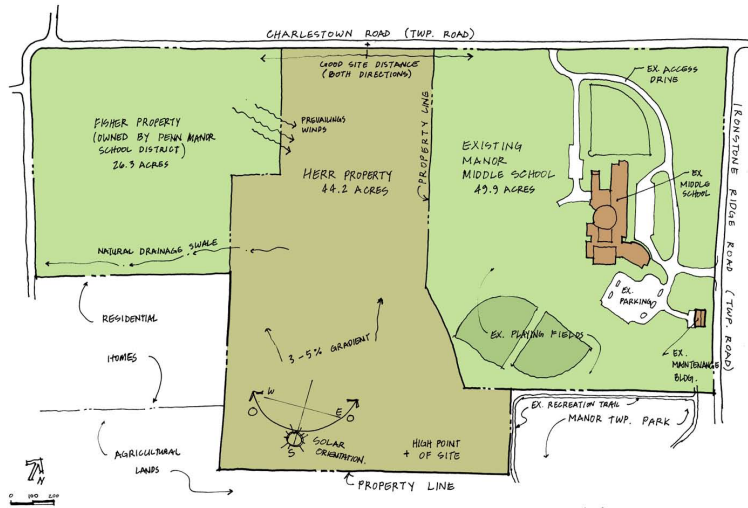 CHARLESTOWN ROAD (TWP. ROAD)
GOOD SITE DISTANCE
(BOTH DIRECTIONS)
EX. ACCESS
DRIVE
FISHER PROPERTY
(OWNED BY PENN MANOR
SCHOOL DISTRICT)
26.3 ACRES
PREVAILINGS
WINDS
PROPERTY LINE
HERR PROPERTY
44.2 ACRES
EXISTING
MANOR
MIDDLE SCHOOL
49.9 ACRES
EX.
MIDDLE
SCHOOL
IRONSTONE RIDGE ROAD (TWP. ROAD)
NATURAL DRAINAGE SWALE
EX.
PARKING
RESIDENTIAL
HOMES
3-5% GRADIENT
EX. PLAYING FIELDS
EX.
MAINTENANCE
BLDG.
W
E
S
SOLAR
ORIENTATION.
HIGH POINT
+ OF SITE
EX. RECREATION TRAIL
MANOR TWP. PARK
AGRICULTURAL
LANDS
PROPERTY LINE
N
0 100 200